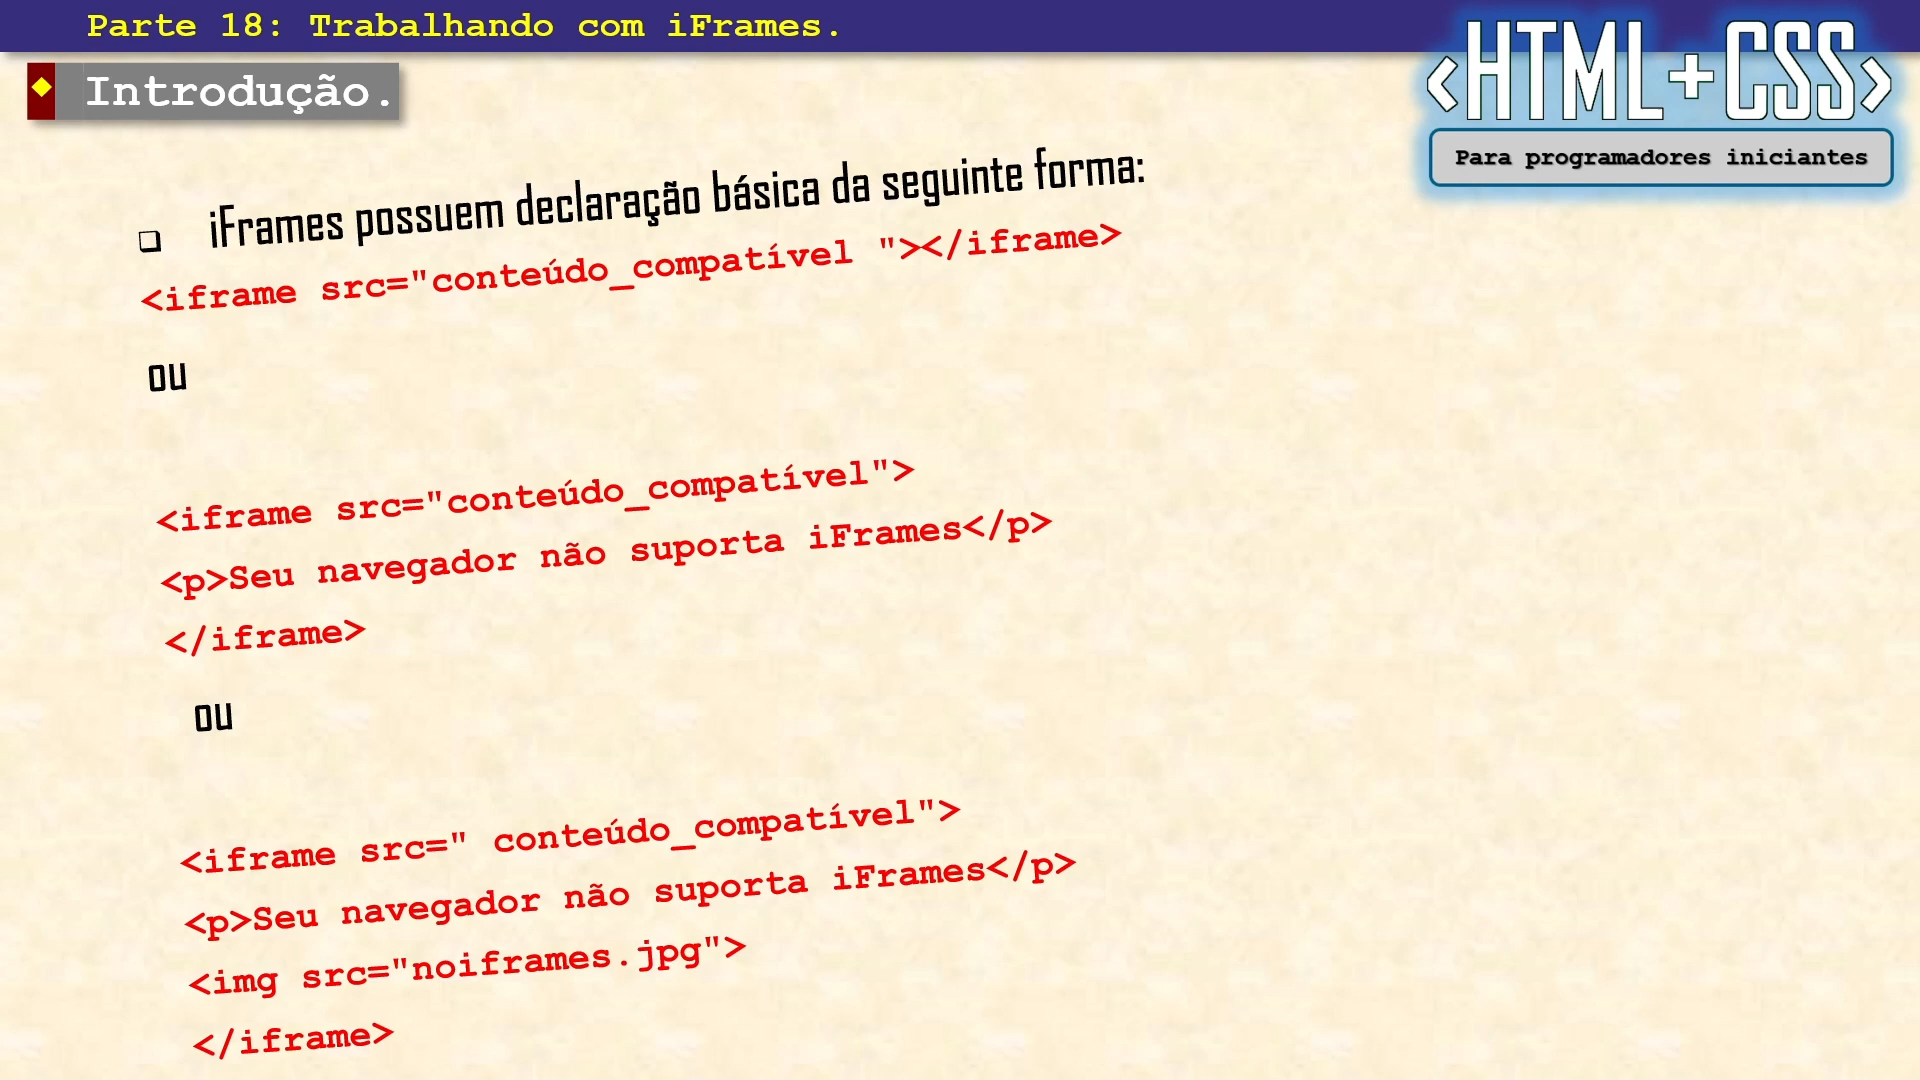 Parte 18: Trabalhando com iFrames.
<HTML+CSS>
Para programadores iniciantes
Introdução.
iFrames possuem declaração básica da seguinte forma:
<iframe src="conteúdo_compatível "></iframe>
ou
<iframe src="conteúdo_compatível">
<p>Seu navegador não suporta iFrames</p>
</iframe>
ou
<iframe src=" conteúdo_compatível">
<p>Seu navegador não suporta iFrames</p>
<img src="noiframes.jpg">
</iframe>